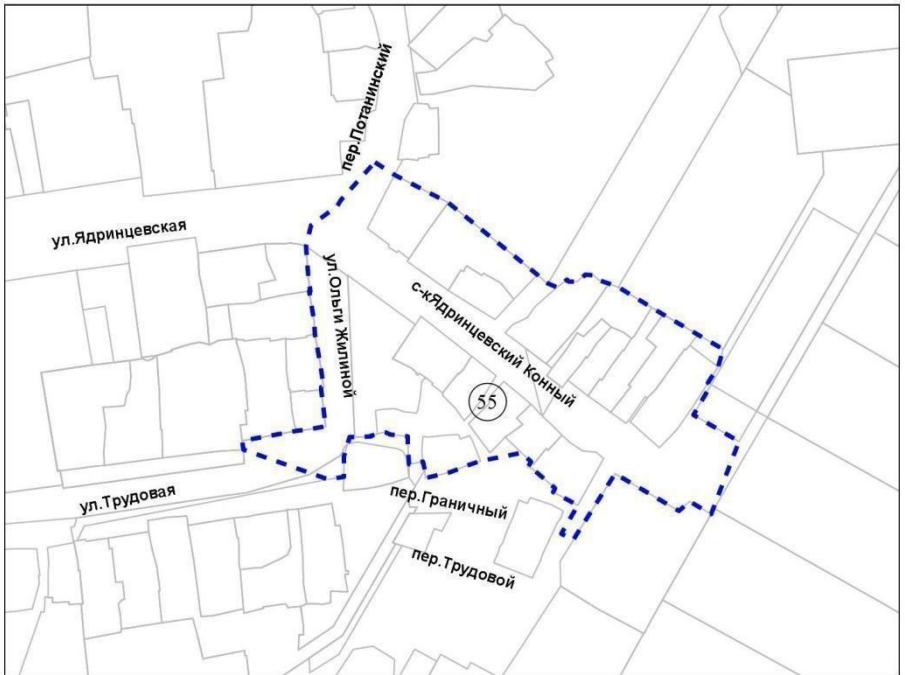 пер.Потанинский
ул.Ядринцевская
ул.Ольги Жилиной
с-кЯдринцевский Конный
55
ул.Трудовая
пер.Граничный
пер.Трудовой